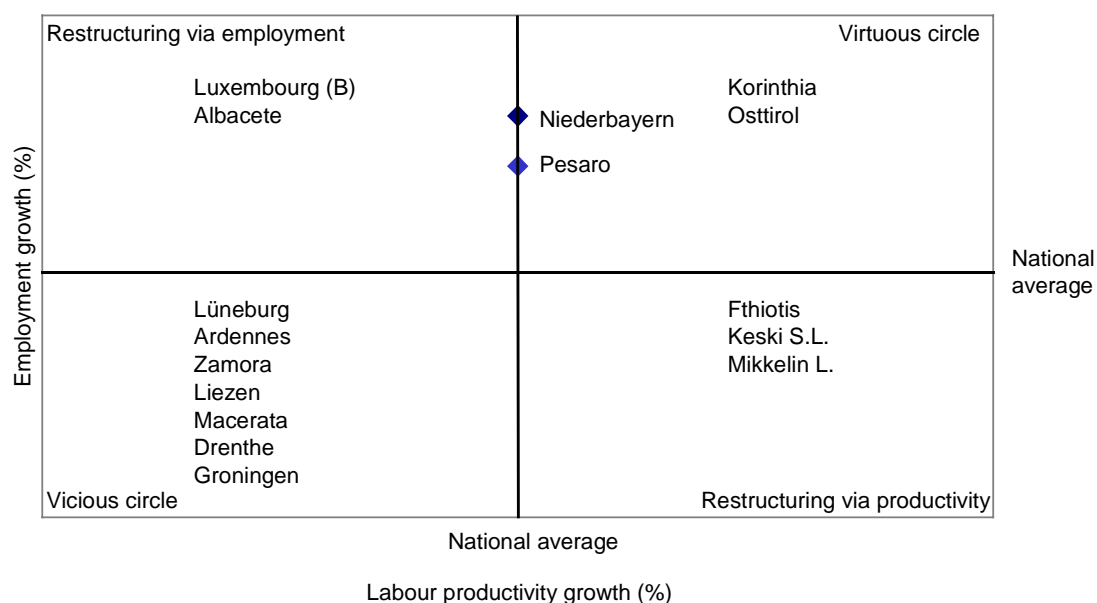 Restructuring via employment
Virtuous circle
Luxembourg (B)
Albacete
Niederbayern
Pesaro
Korinthia
Osttirol
Employment growth (%)
National
average
Lüneburg
Ardennes
Zamora
Liezen
Macerata
Drenthe
Groningen
Fthiotis
Keski S.L.
Mikkelin L.
Vicious circle
Restructuring via productivity
National average
Labour productivity growth (%)